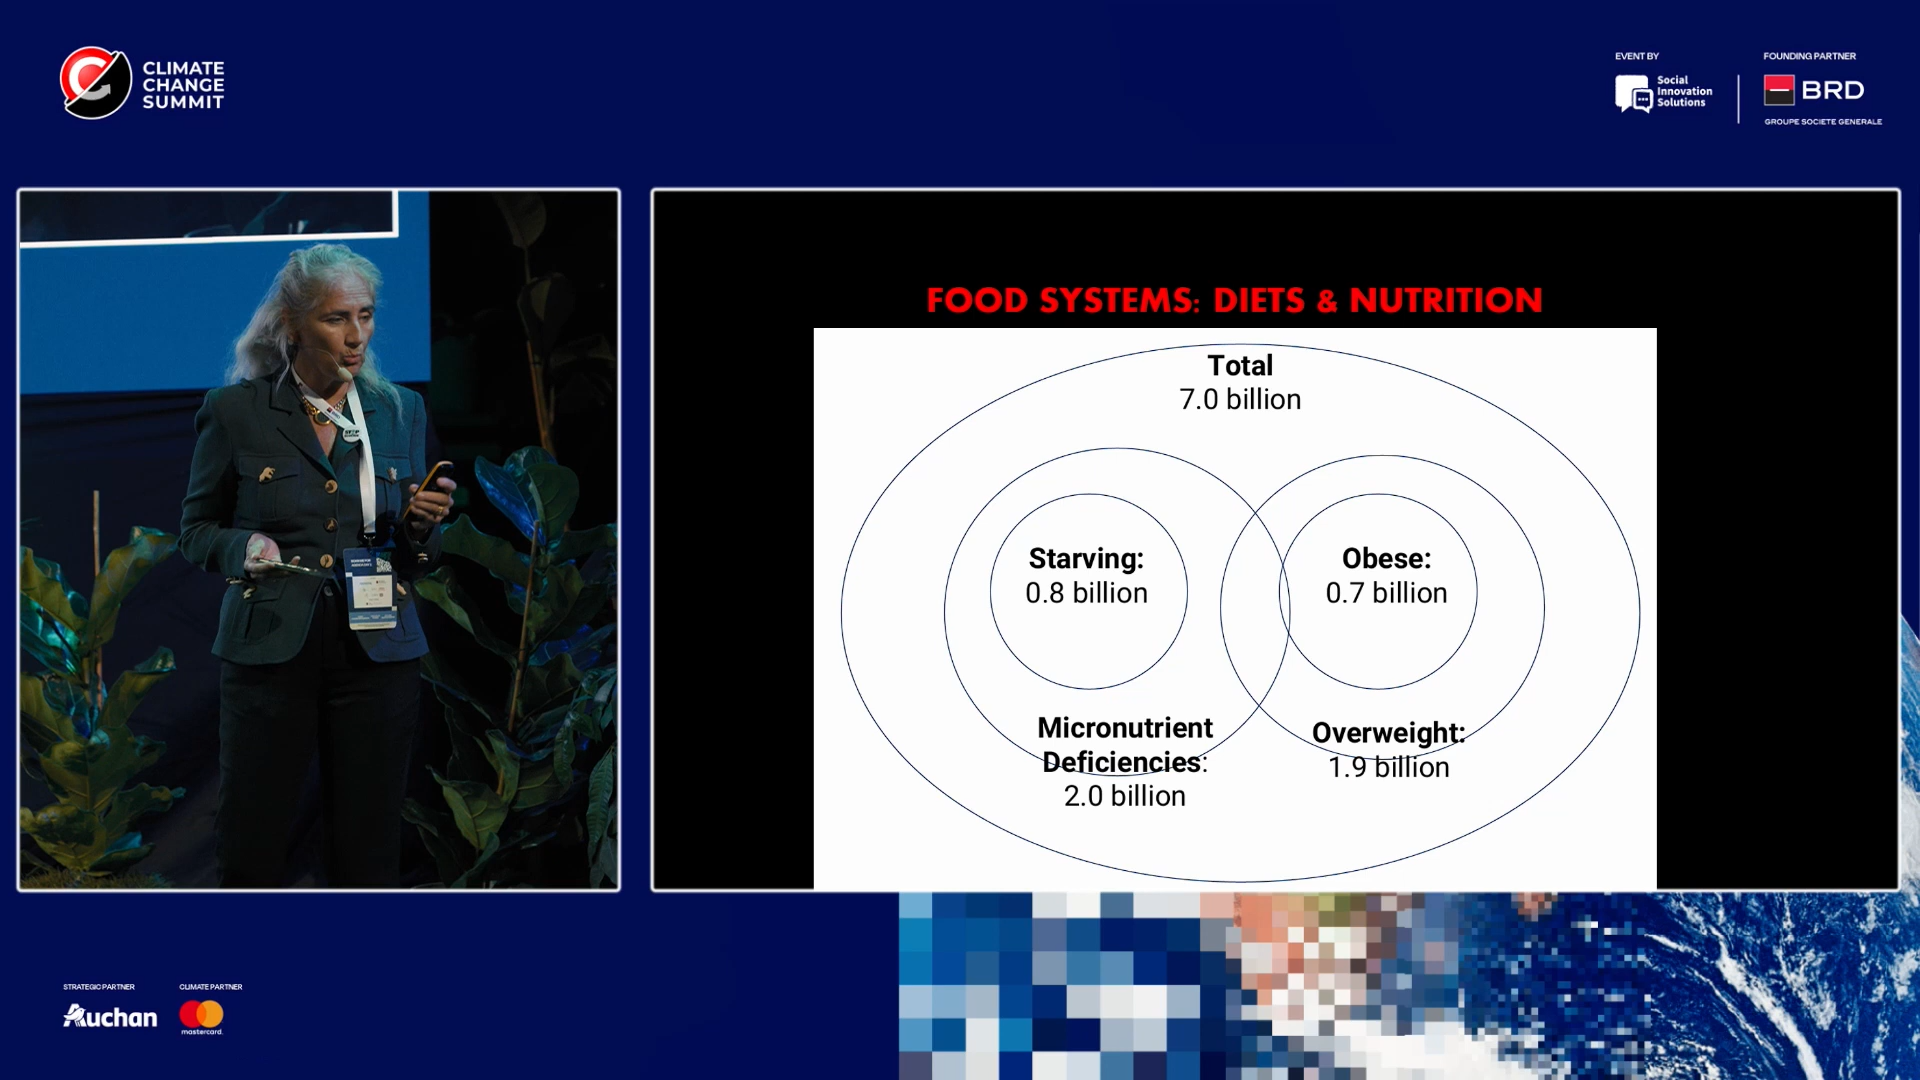 CLIMATE
CHANGE
SUMMIT
EVENT BY
Social
Innovation
Solutions
FOUNDING PARTNER
BRD
GROUPE SOCIETE GENERALE
FOOD SYSTEMS: DIETS & NUTRITION
Total
7.0 billion
Starving:
0.8 billion
Obese:
0.7 billion
Micronutrient
Deficiencies:
2.0 billion
Overweight:
1.9 billion
STRATEGIC PARTNER
Auchan
CLIMATE PARTNER
mastercard.